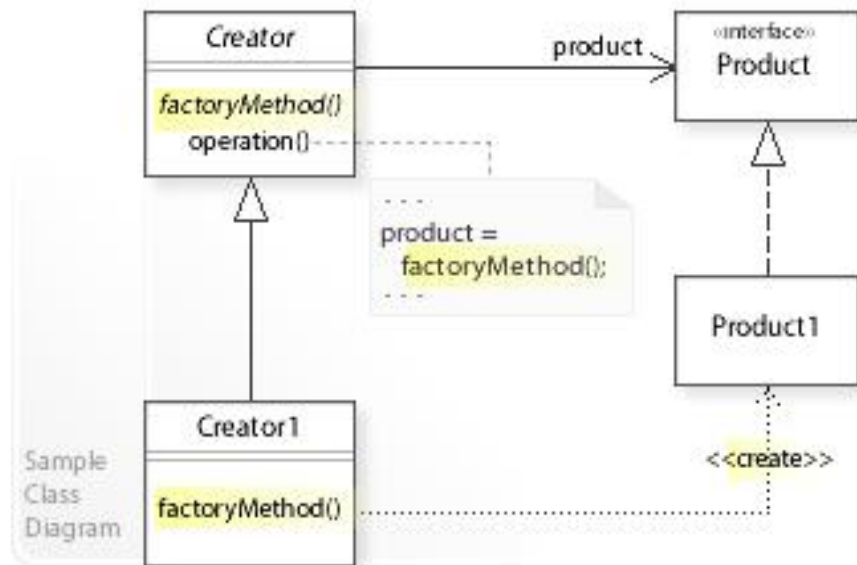 Creator
factoryMethod()
operation()
product
«interface»
Product
- - -
product =
factoryMethod();
- - -
Product1
Creator1
factoryMethod()
<<create>>
Sample
Class
Diagram